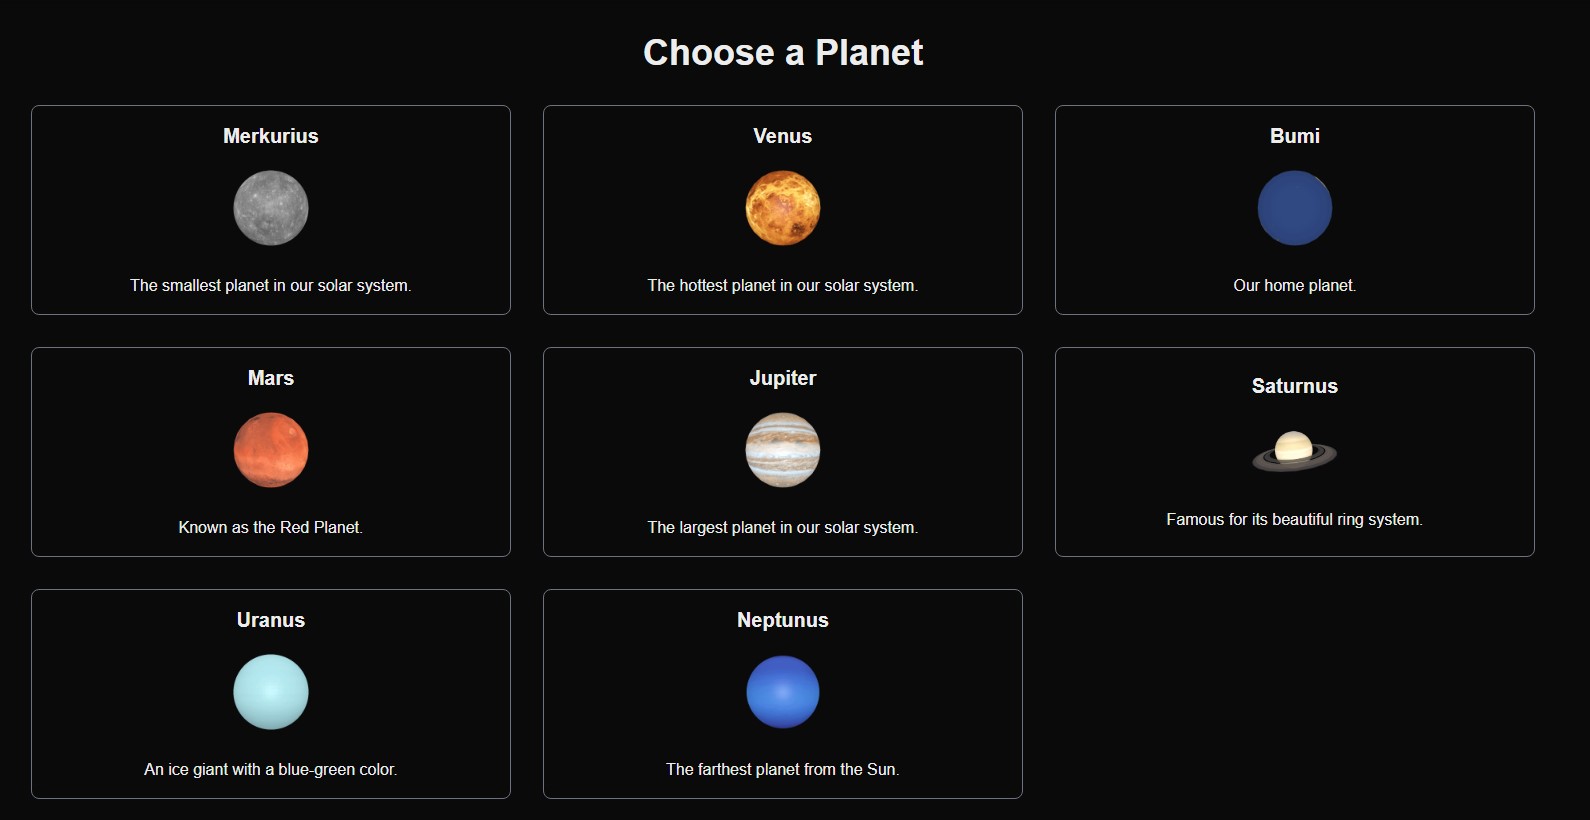 Choose a Planet
Merkurius
The smallest planet in our solar system.
Venus
The hottest planet in our solar system.
Bumi
Our home planet.
Mars
Known as the Red Planet.
Jupiter
The largest planet in our solar system.
Saturnus
Famous for its beautiful ring system.
Uranus
An ice giant with a blue-green color.
Neptunus
The farthest planet from the Sun.